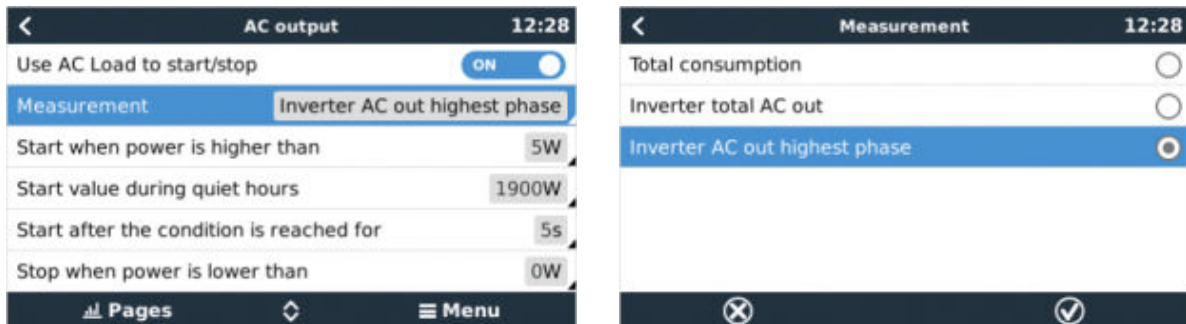 AC output 12:28
Use AC Load to start/stop ON
Measurement Inverter AC out highest phase
Start when power is higher than 5W
Start value during quiet hours 1900W
Start after the condition is reached for 5s
Stop when power is lower than 0W
Pages Menu
Measurement 12:28
Total consumption
Inverter total AC out
Inverter AC out highest phase